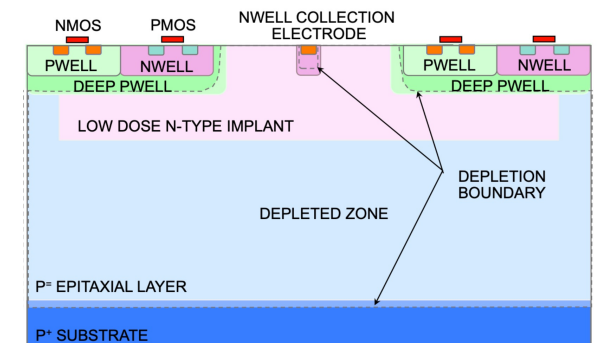 NMOS
PMOS
NWELL COLLECTION
ELECTRODE
PWELL
NWELL
PWELL
NWELL
DEEP PWELL
DEEP PWELL
LOW DOSE N-TYPE IMPLANT
DEPLETION
BOUNDARY
DEPLETED ZONE
P= EPITAXIAL LAYER
P+ SUBSTRATE